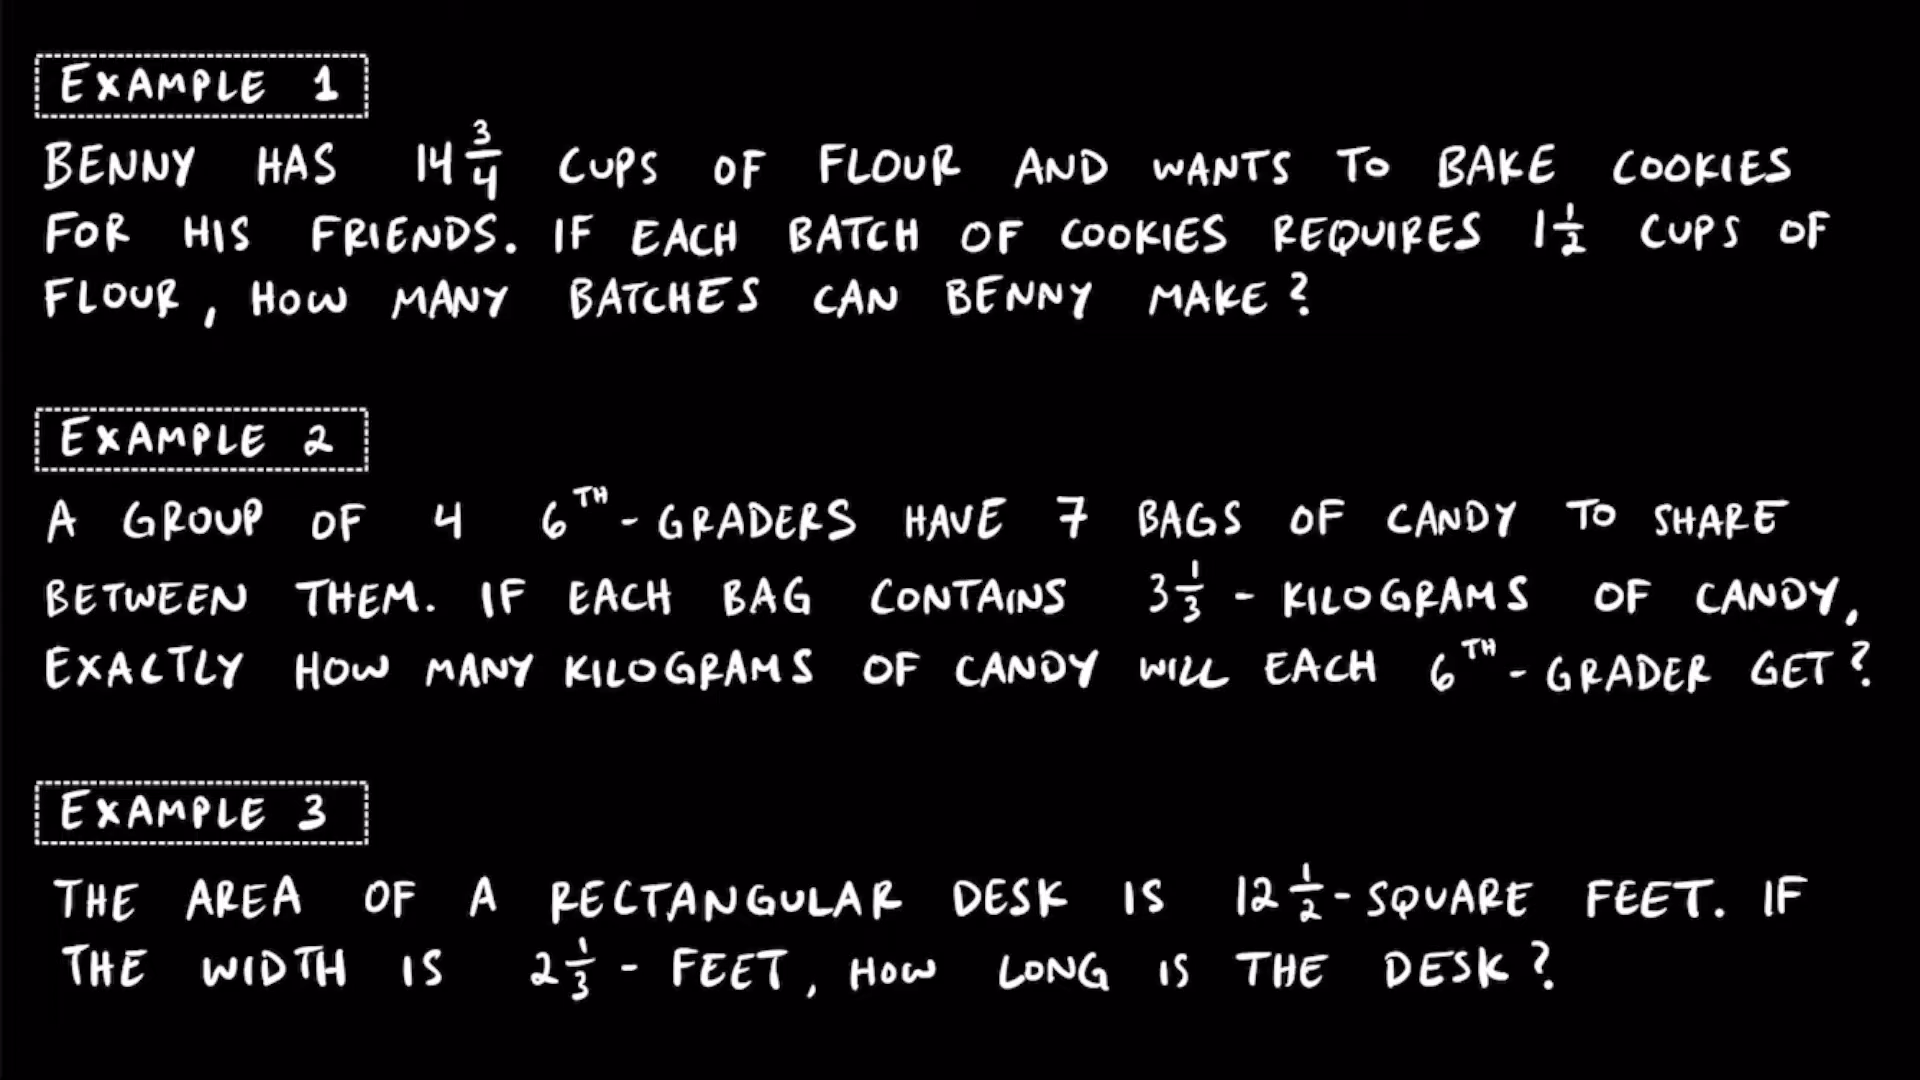 EXAMPLE 1
BENNY HAS 14 3/4 CUPS OF FLOUR AND WANTS TO BAKE COOKIES
FOR HIS FRIENDS. IF EACH BATCH OF COOKIES REQUIRES 1 1/2 CUPS OF
FLOUR, HOW MANY BATCHES CAN BENNY MAKE?
EXAMPLE 2
A GROUP OF 4 6TH-GRADERS HAVE 7 BAGS OF CANDY TO SHARE
BETWEEN THEM. IF EACH BAG CONTAINS 3 1/3 - KILOGRAMS OF CANDY,
EXACTLY HOW MANY KILOGRAMS OF CANDY WILL EACH 6TH-GRADER GET?
EXAMPLE 3
THE AREA OF A RECTANGULAR DESK IS 12 1/2 - SQUARE FEET. IF
THE WIDTH IS 2 1/3 - FEET, HOW LONG IS THE DESK?